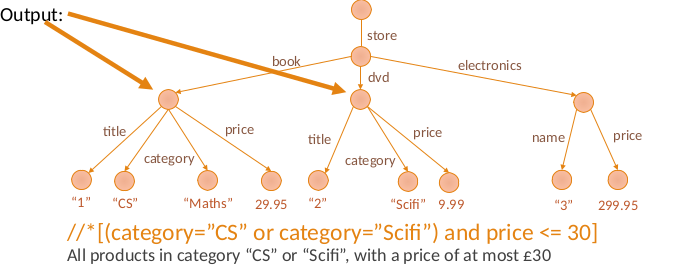 Output:
store
book
dvd
electronics
title
category
price
title
category
price
name
price
“1”
“CS”
“Maths”
29.95
“2”
“Scifi”
9.99
“3”
299.95
//*[(category=”CS” or category=”Scifi”) and price <= 30]
All products in category “CS” or “Scifi”, with a price of at most £30